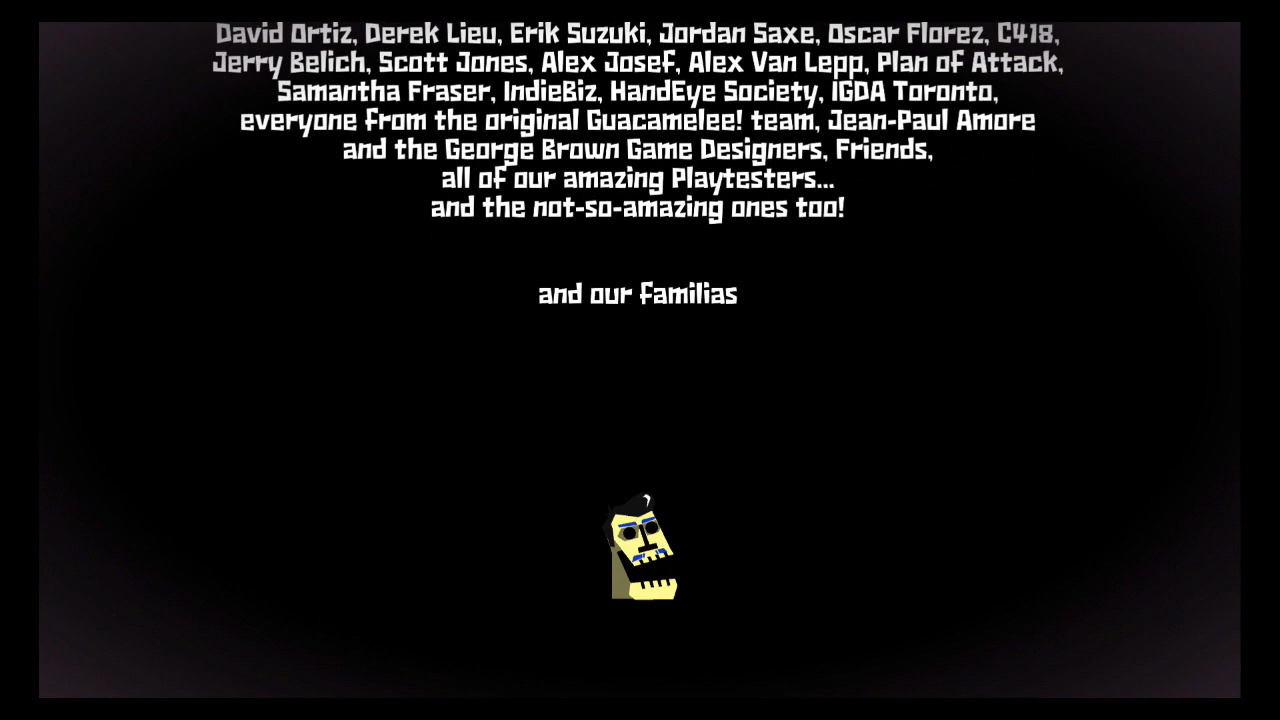 David Ortiz, Derek Lieu, Erik Suzuki, Jordan Saxe, Oscar Florez, C418,
Jerry Belich, Scott Jones, Alex Josef, Alex Van Lepp, Plan of Attack,
Samantha Fraser, IndieBiz, HandEye Society, IGDA Toronto,
everyone from the original Guacamelee! team, Jean-Paul Amore
and the George Brown Game Designers, Friends,
all of our amazing Playtesters...
and the not-so-amazing ones too!
and our Familias